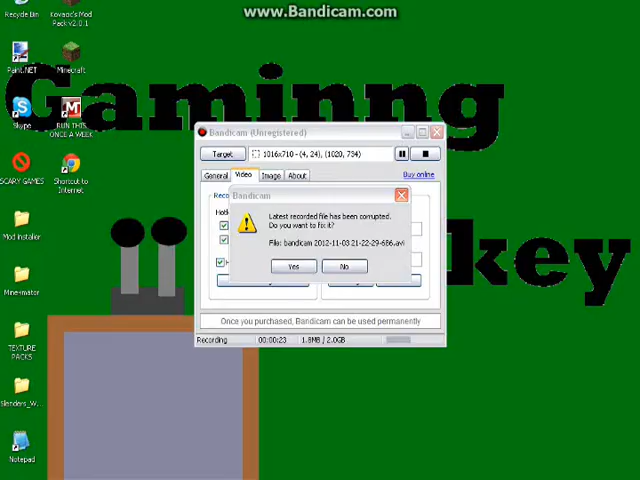 www.Bandicam.com
Recycle Bin
Kovaoic's Mod
Pack v2.0.1
Paint.NET
Minecraft
Gaminng
Skype
RUN THIS
ONCE A WEEK
SCARY GAMES
Shortcut to
Internet
Mod Installer
Mine-imator
TEXTURE
PACKS
Slenders_W...
Notepad
key
Bandicam (Unregistered)
Target
1016x710 - (4, 24), (1020, 734)
General
Video
Image
About
Buy online
Bandicam
Latest recorded file has been corrupted.
Do you want to fix it?
File: bandicam 2012-11-03 21-22-29-686.avi
Yes
No
Once you purchased, Bandicam can be used permanently
Recording
00:00:23
1.8MB / 2.0GB